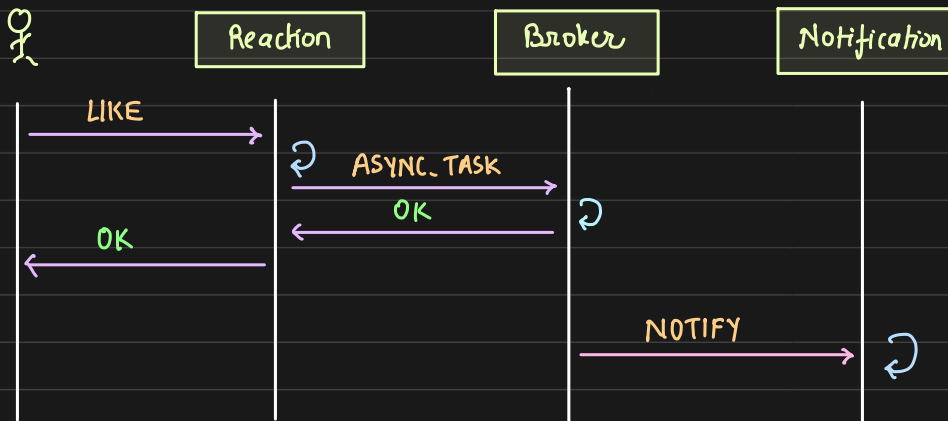 Reaction
Broker
Notification
LIKE
ASYNC_TASK
OK
OK
NOTIFY